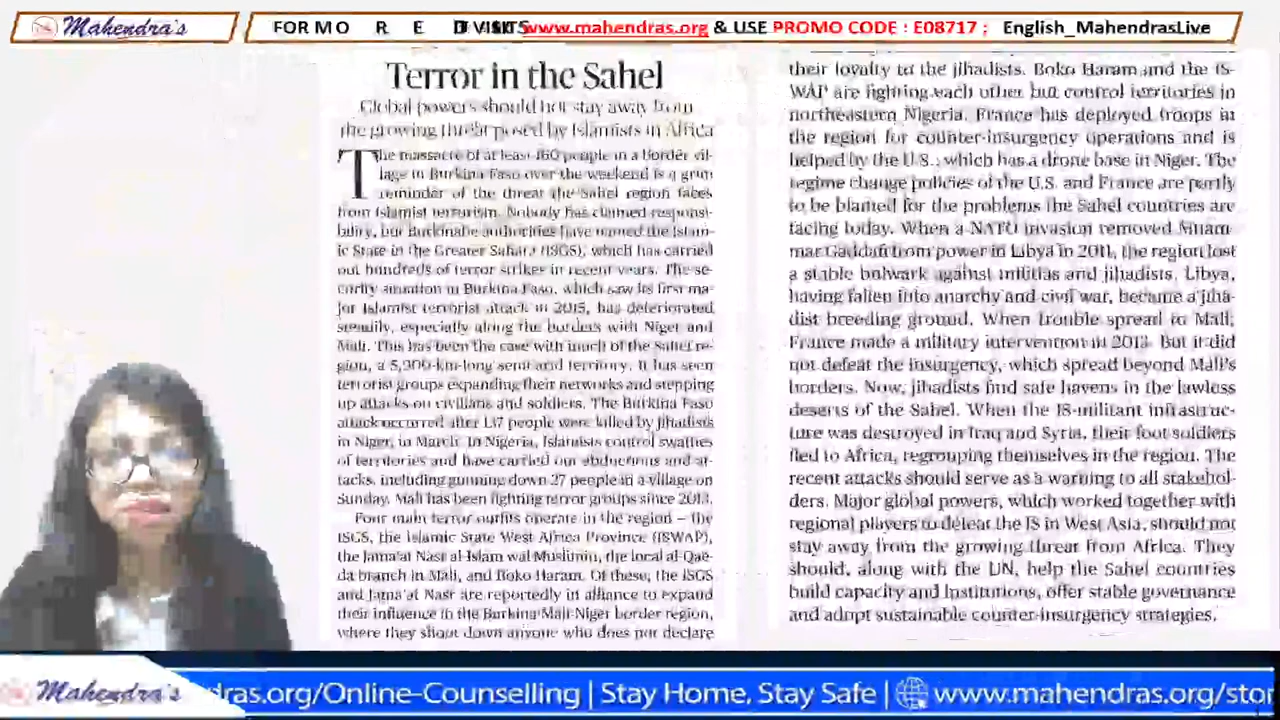 Mahendra's
FOR MO R E D VISIT www.mahendras.org & USE PROMO CODE : E08717 ; English_MahendrasLive
Terror in the Sahel
Global powers should not stay away from
the growing threat posed by Islamists in Africa
The massacre of at least 160 people in a border vil-
lage in Burkina Faso over the weekend is a grim
reminder of the threat the Sahel region faces
from Islamist terrorism. Nobody has claimed responsi-
bility, but Burkinabe authorities have named the Islam-
ic State in the Greater Sahara (ISGS), which has carried
out hundreds of terror strikes in recent years. The se-
curity situation in Burkina Faso, which saw its first ma-
jor Islamist terrorist attack in 2015, has deteriorated
steadily, especially along the borders with Niger and
Mali. This has been the case with much of the Sahel re-
gion, a 5,900-km-long semi-arid territory. It has seen
terrorist groups expanding their networks and stepping
up attacks on civilians and soldiers. The Burkina Faso
attack occurred after 137 people were killed by jihadists
in Niger, in March. In Nigeria, Islamists control swathes
of territories and have carried out abductions and at-
tacks, including gunning down 27 people in a village on
Sunday. Mali has been fighting terror groups since 2013.
Four main terror outfits operate in the region – the
ISGS, the Islamic State West Africa Province (ISWAP),
the Jama'at Nasr al-Islam wal Muslimin, the local al-Qae-
da branch in Mali, and Boko Haram. Of these, the ISGS
and Jama'at Nasr are reportedly in alliance to expand
their influence in the Burkina-Mali-Niger border region,
where they shoot down anyone who does not declare
their loyalty to the jihadists. Boko Haram and the IS-
WAP are fighting each other but control territories in
northeastern Nigeria. France has deployed troops in
the region for counter-insurgency operations and is
helped by the U.S., which has a drone base in Niger. The
regime change policies of the U.S. and France are partly
to be blamed for the problems the Sahel countries are
facing today. When a NATO invasion removed Muam-
mar Gaddafi from power in Libya in 2011, the region lost
a stable bulwark against militias and jihadists. Libya,
having fallen into anarchy and civil war, became a jiha-
dist breeding ground. When trouble spread to Mali,
France made a military intervention in 2013. But it did
not defeat the insurgency, which spread beyond Mali's
borders. Now, jihadists find safe havens in the lawless
deserts of the Sahel. When the IS-militant infrastruc-
ture was destroyed in Iraq and Syria, their foot soldiers
fled to Africa, regrouping themselves in the region. The
recent attacks should serve as a warning to all stakehol-
ders. Major global powers, which worked together with
regional players to defeat the IS in West Asia, should not
stay away from the growing threat from Africa. They
should, along with the UN, help the Sahel countries
build capacity and institutions, offer stable governance
and adopt sustainable counter-insurgency strategies.
Mahendra's
dras.org/Online-Counselling | Stay Home, Stay Safe | www.mahendras.org/stor